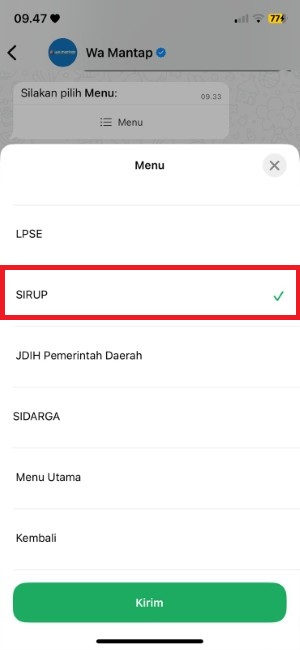 09.47
77
Wa Mantap
Silakan pilih Menu:
09.33
Menu
Menu
LPSE
SIRUP
JDIH Pemerintah Daerah
SIDARGA
Menu Utama
Kembali
Kirim